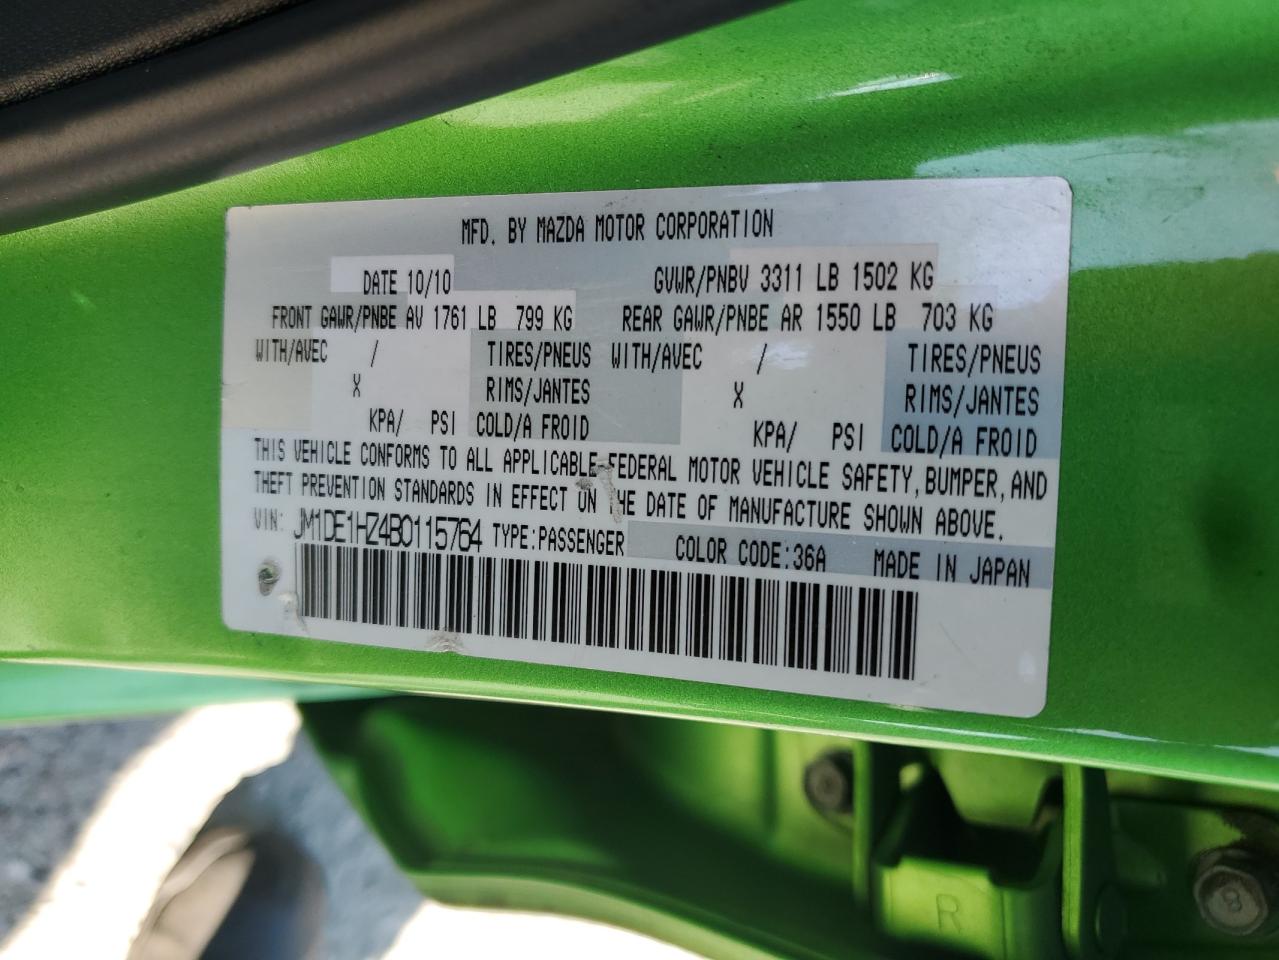 MFD. BY MAZDA MOTOR CORPORATION
DATE 10/10 GVWR/PNBV 3311 LB 1502 KG
FRONT GAWR/PNBE AV 1761 LB 799 KG REAR GAWR/PNBE AR 1550 LB 703 KG
WITH/AVEC / TIRES/PNEUS WITH/AVEC / TIRES/PNEUS
X RIMS/JANTES X RIMS/JANTES
KPA/ PSI COLD/A FROID KPA/ PSI COLD/A FROID
THIS VEHICLE CONFORMS TO ALL APPLICABLE FEDERAL MOTOR VEHICLE SAFETY, BUMPER, AND
THEFT PREVENTION STANDARDS IN EFFECT ON THE DATE OF MANUFACTURE SHOWN ABOVE.
VIN: JM1DE1HZ4B0115764 TYPE:PASSENGER COLOR CODE:36A MADE IN JAPAN
R
8